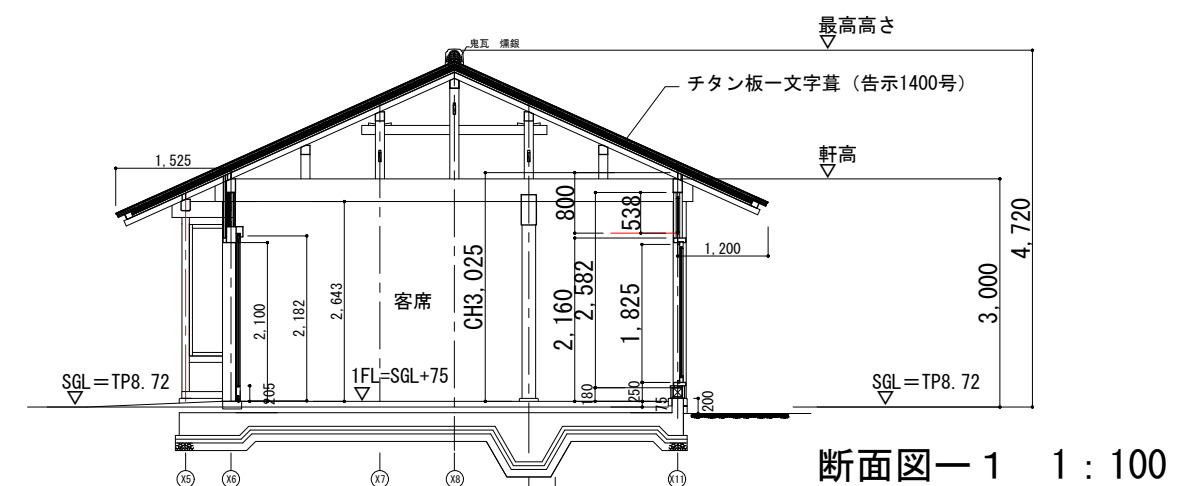 最高高さ
鬼瓦 燻銀
チタン板一文字葺（告示1400号）
軒高
1,525
800
538
1,200
4,720
3,000
CH3,025
2,582
2,160
1,825
2,643
2,182
2,100
客席
SGL＝TP8.72
205
1FL=SGL+75
180
250
75
200
SGL＝TP8.72
断面図ー１ 1：100
X5
X6
X7
X8
X11